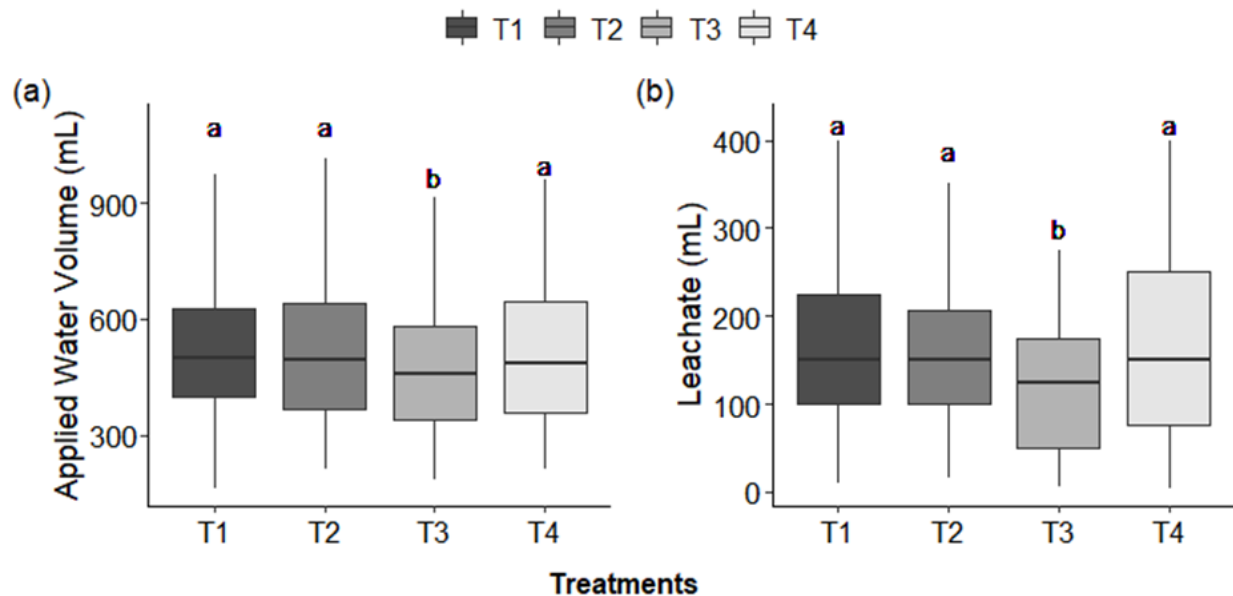 T1 T2 T3 T4
(a)
Applied Water Volume (mL)
900
600
300
a a b a
T1 T2 T3 T4
(b)
Leachate (mL)
400
300
200
100
0
a a b a
T1 T2 T3 T4
Treatments